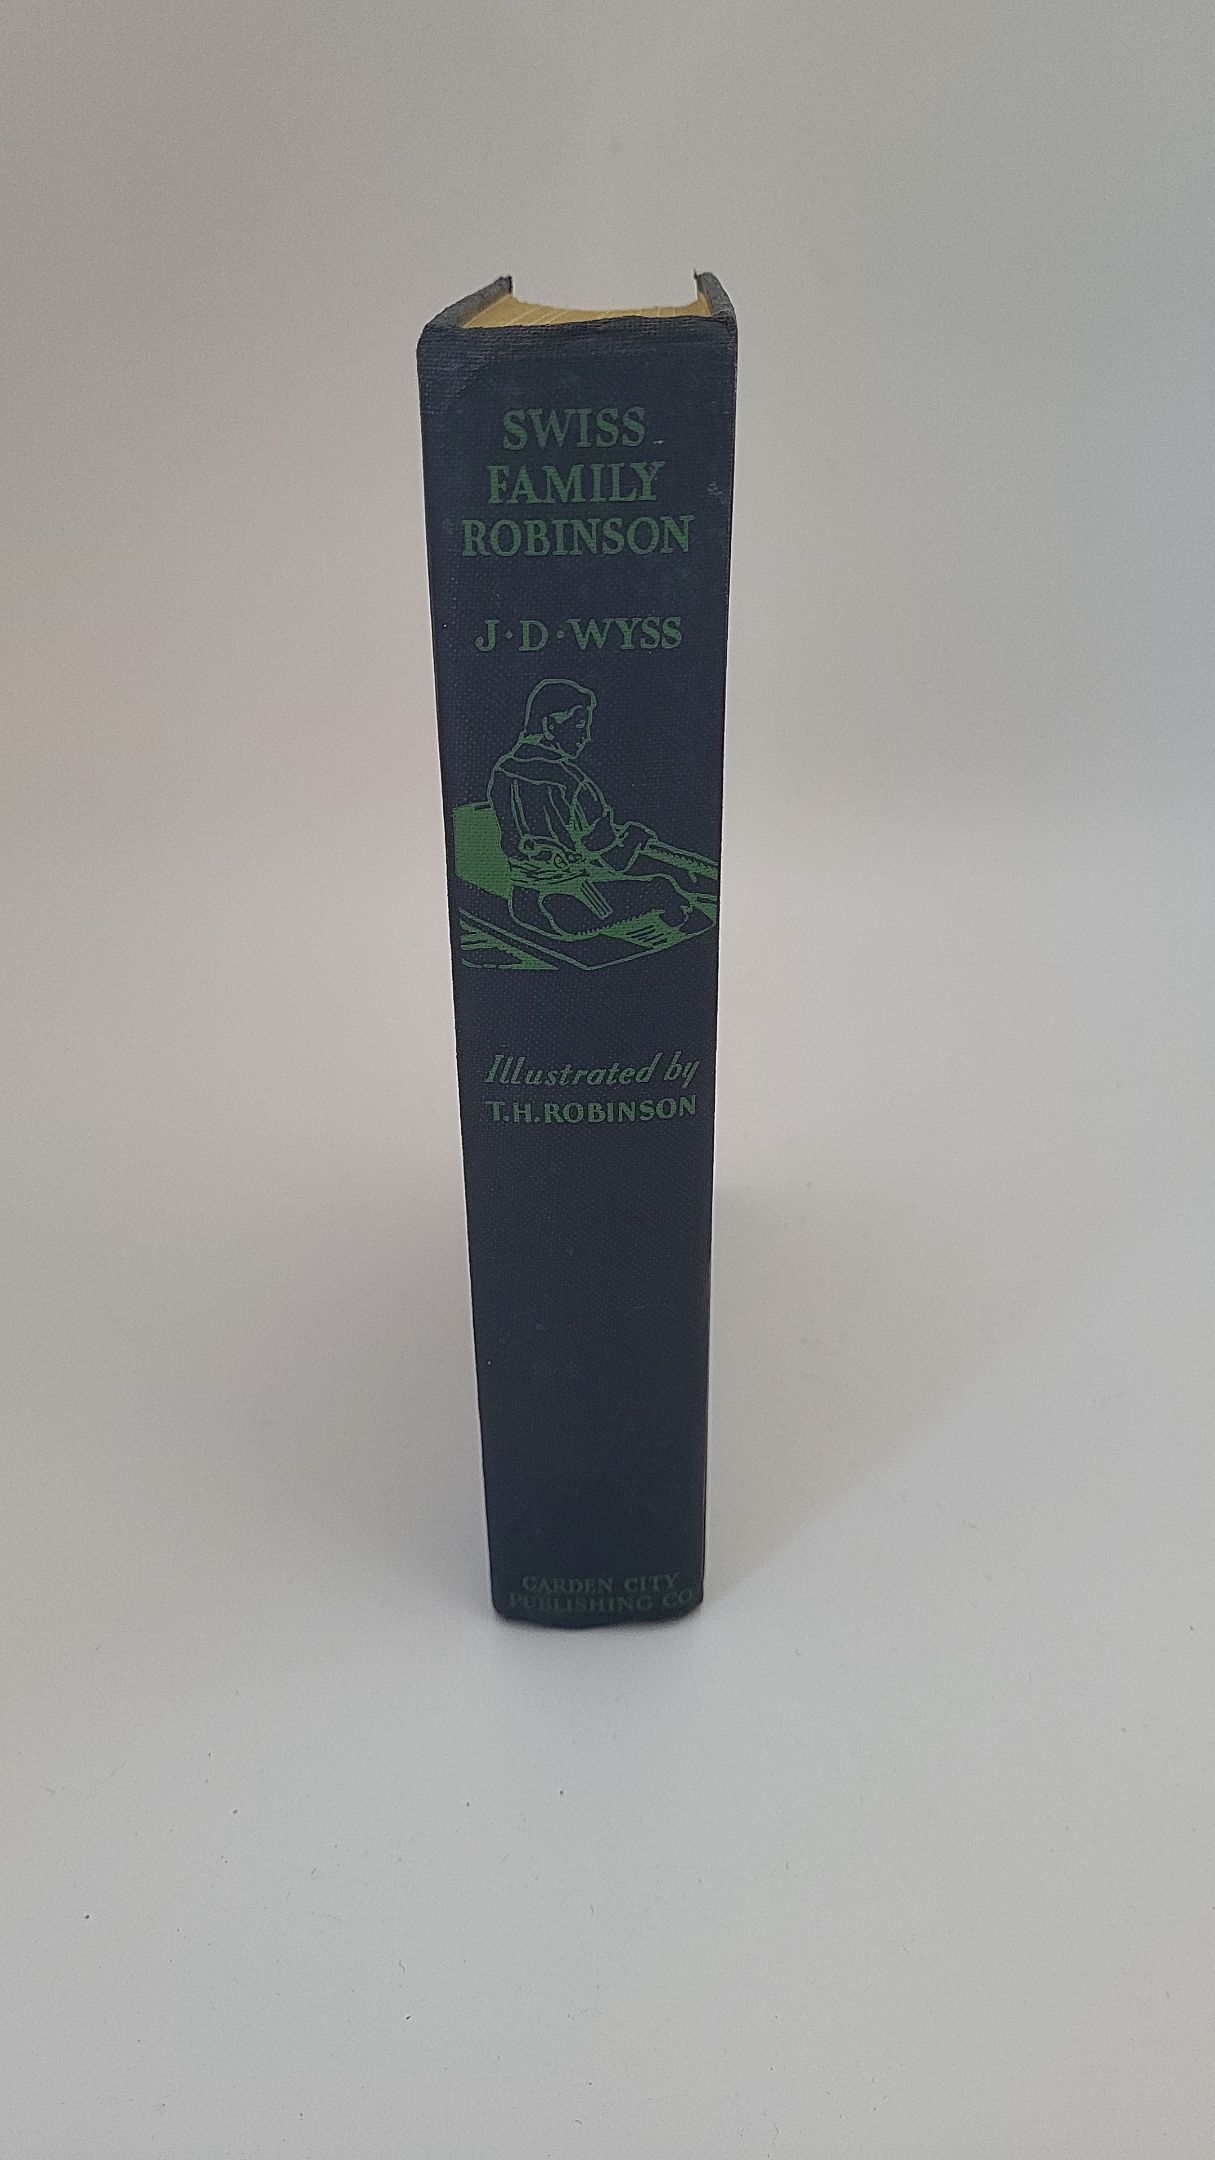 SWISS
FAMILY
ROBINSON
J·D·WYSS
Illustrated by
T.H.ROBINSON
GARDEN CITY
PUBLISHING CO